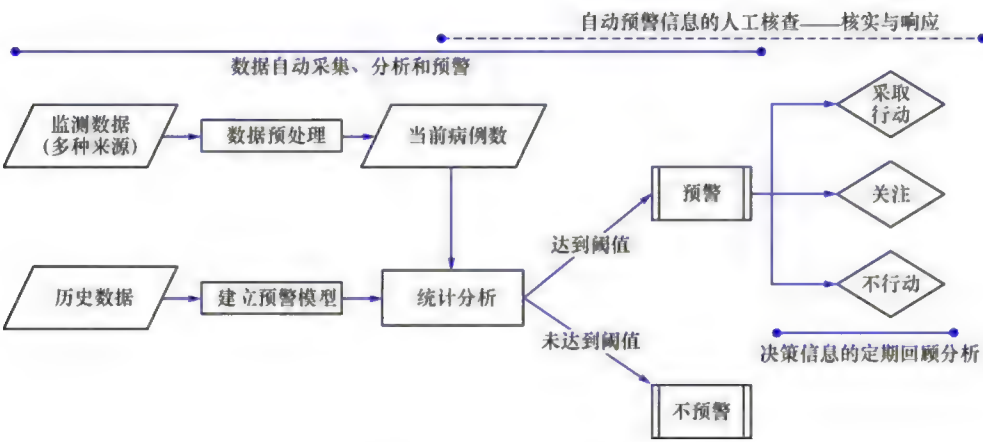 自动预警信息的人工核查——核实与响应
数据自动采集、分析和预警
监测数据
(多种来源)
数据预处理
当前病例数
采取
行动
预警
关注
达到阈值
历史数据
建立预警模型
统计分析
不行动
未达到阈值
决策信息的定期回顾分析
不预警